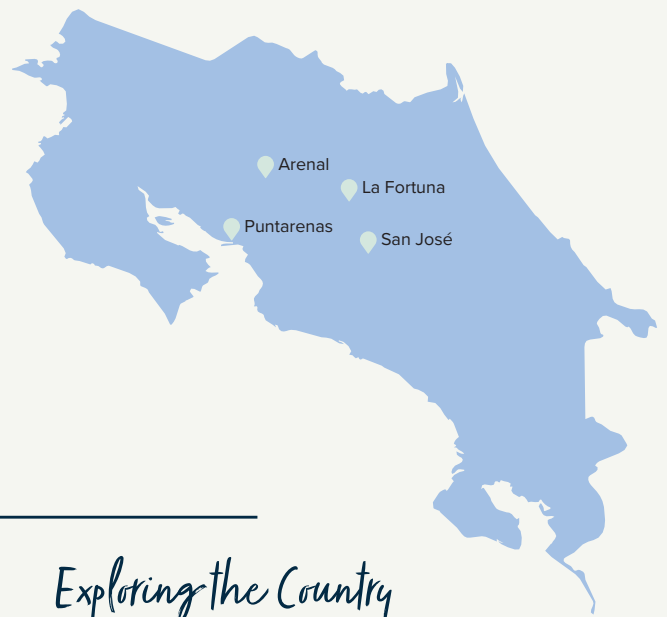 Arenal
La Fortuna
Puntarenas
San José
Exploring the Country